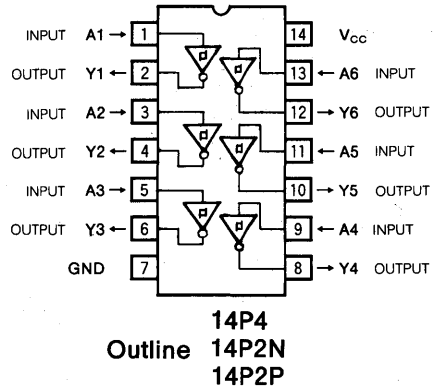 INPUT A1 → 1 14 VCC
OUTPUT Y1 ← 2 13 ← A6 INPUT
INPUT A2 → 3 12 → Y6 OUTPUT
OUTPUT Y2 ← 4 11 ← A5 INPUT
INPUT A3 → 5 10 → Y5 OUTPUT
OUTPUT Y3 ← 6 9 ← A4 INPUT
GND 7 8 → Y4 OUTPUT
14P4
Outline 14P2N
14P2P